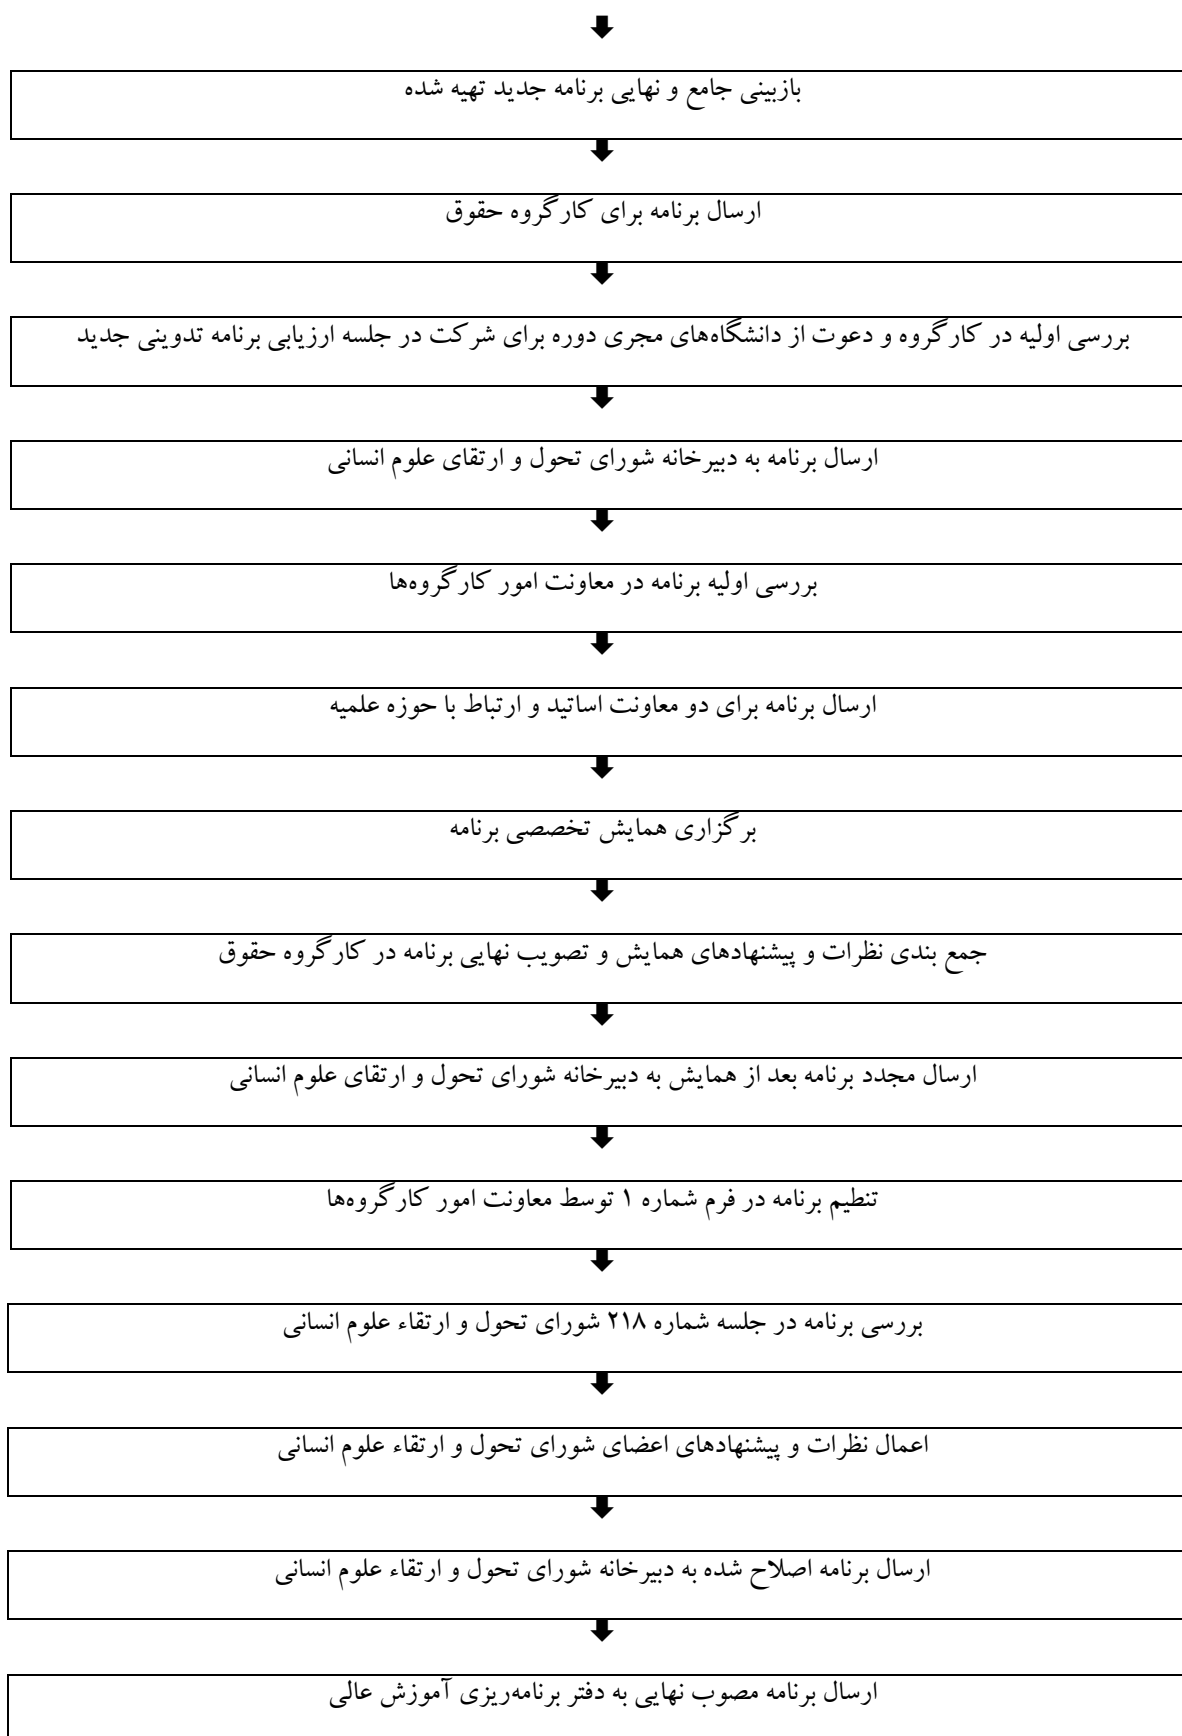 بازبینی جامع و نهایی برنامه جدید تهیه شده
ارسال برنامه برای کارگروه حقوق
بررسی اولیه در کارگروه و دعوت از دانشگاه‌های مجری دوره برای شرکت در جلسه ارزیابی برنامه تدوینی جدید
ارسال برنامه به دبیرخانه شورای تحول و ارتقای علوم انسانی
بررسی اولیه برنامه در معاونت امور کارگروه‌ها
ارسال برنامه برای دو معاونت اساتید و ارتباط با حوزه علمیه
برگزاری همایش تخصصی برنامه
جمع بندی نظرات و پیشنهادهای همایش و تصویب نهایی برنامه در کارگروه حقوق
ارسال مجدد برنامه بعد از همایش به دبیرخانه شورای تحول و ارتقای علوم انسانی
تنطیم برنامه در فرم شماره ۱ توسط معاونت امور کارگروه‌ها
بررسی برنامه در جلسه شماره ۲۱۸ شورای تحول و ارتقاء علوم انسانی
اعمال نظرات و پیشنهادهای اعضای شورای تحول و ارتقاء علوم انسانی
ارسال برنامه اصلاح شده به دبیرخانه شورای تحول و ارتقاء علوم انسانی
ارسال برنامه مصوب نهایی به دفتر برنامه‌ریزی آموزش عالی